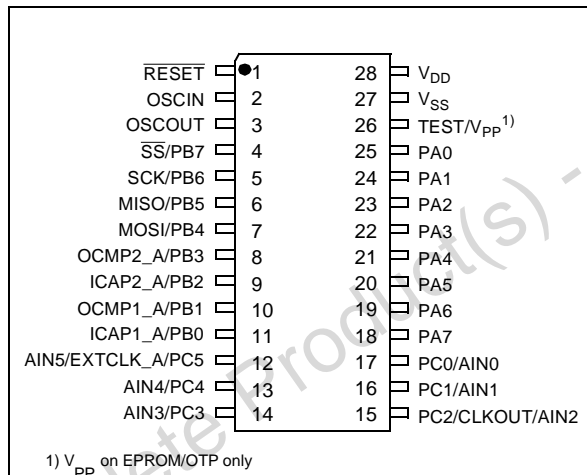 RESET 1 28 VDD
OSCIN 2 27 VSS
OSCOUT 3 26 TEST/VPP1)
SS/PB7 4 25 PA0
SCK/PB6 5 24 PA1
MISO/PB5 6 23 PA2
MOSI/PB4 7 22 PA3
OCMP2_A/PB3 8 21 PA4
ICAP2_A/PB2 9 20 PA5
OCMP1_A/PB1 10 19 PA6
ICAP1_A/PB0 11 18 PA7
AIN5/EXTCLK_A/PC5 12 17 PC0/AIN0
AIN4/PC4 13 16 PC1/AIN1
AIN3/PC3 14 15 PC2/CLKOUT/AIN2
1) VPP on EPROM/OTP only
lete Product(s) -